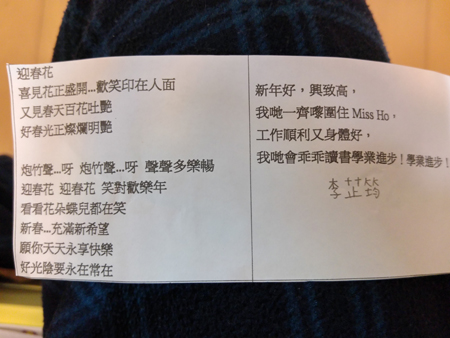 迎春花
喜見花正盛開...歡笑印在人面
又見春天百花吐艷
好春光正燦爛明艷
炮竹聲...呀 炮竹聲...呀 聲聲多樂暢
迎春花 迎春花 笑對歡樂年
看看花朵蝶兒都在笑
新春...充滿新希望
願你天天永享快樂
好光陰要永在常在
新年好，興致高，
我哋一齊嚟圍住 Miss Ho，
工作順利又身體好，
我哋會乖乖讀書學業進步！學業進步！
李芷筠